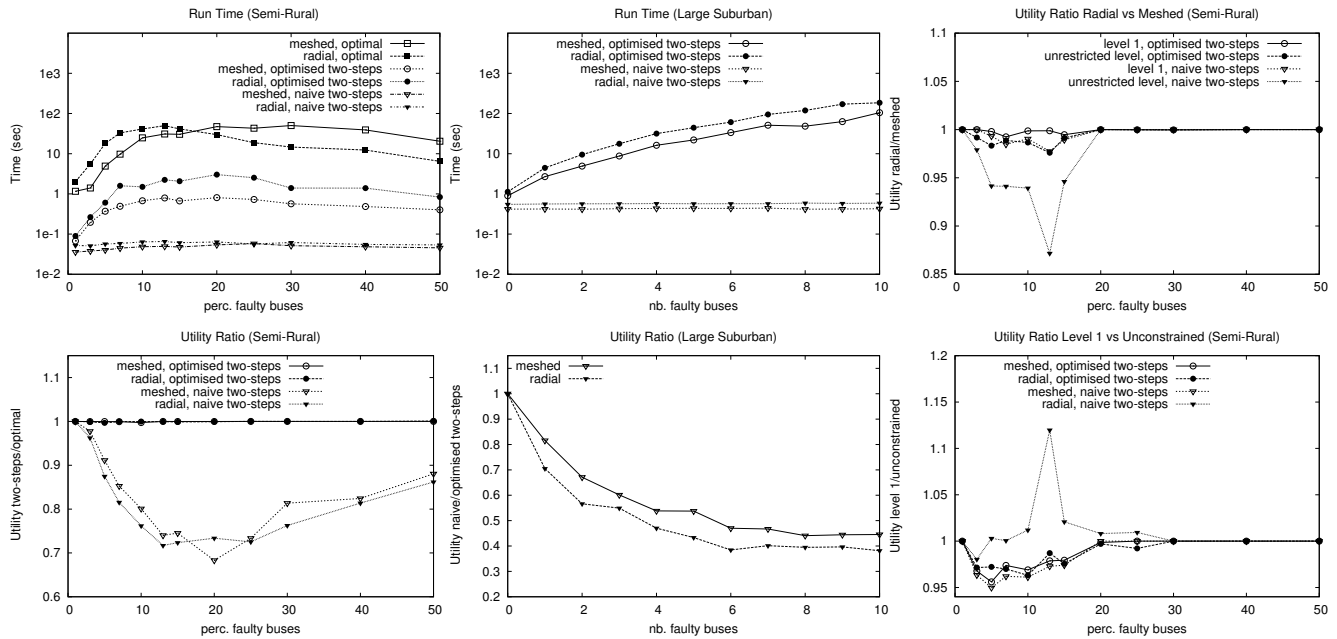 Run Time (Semi-Rural)
Time (sec)
1e3
10²
10
1
1e-1
1e-2
meshed, optimal
radial, optimal
meshed, optimised two-steps
radial, optimised two-steps
meshed, naive two-steps
radial, naive two-steps
0 10 20 30 40 50
perc. faulty buses
Run Time (Large Suburban)
Time (sec)
1e3
10²
10
1
1e-1
1e-2
meshed, optimised two-steps
radial, optimised two-steps
meshed, naive two-steps
radial, naive two-steps
0 2 4 6 8 10
nb. faulty buses
Utility Ratio Radial vs Meshed (Semi-Rural)
Utility radial/meshed
1.1
1.05
1
0.95
0.9
0.85
level 1, optimised two-steps
unrestricted level, optimised two-steps
level 1, naive two-steps
unrestricted level, naive two-steps
0 10 20 30 40 50
perc. faulty buses
Utility Ratio (Semi-Rural)
Utility two-steps/optimal
1.1
1
0.9
0.8
0.7
0.6
meshed, optimised two-steps
radial, optimised two-steps
meshed, naive two-steps
radial, naive two-steps
0 10 20 30 40 50
perc. faulty buses
Utility Ratio (Large Suburban)
Utility naive/optimised two-steps
1.1
1
0.9
0.8
0.7
0.6
0.5
0.4
0.3
0.2
meshed
radial
0 2 4 6 8 10
nb. faulty buses
Utility Ratio Level 1 vs Unconstrained (Semi-Rural)
Utility level 1/unconstrained
1.2
1.15
1.1
1.05
1
0.95
meshed, optimised two-steps
radial, optimised two-steps
meshed, naive two-steps
radial, naive two-steps
0 10 20 30 40 50
perc. faulty buses